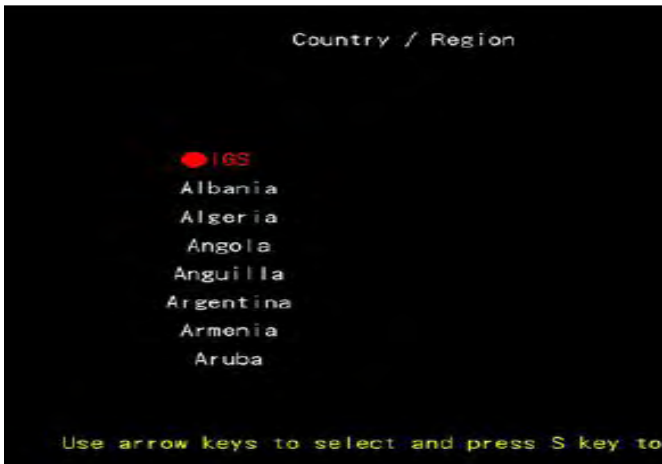 Country / Region
IGS
Albania
Algeria
Angola
Anguilla
Argentina
Armenia
Aruba
Use arrow keys to select and press S key to